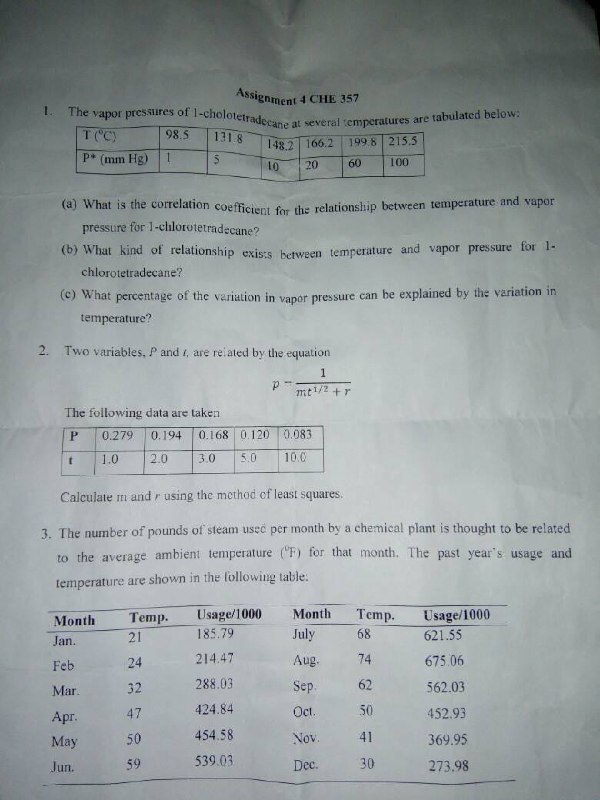 Assignment 4 CHE 357
1. The vapor pressures of 1-cholotetradecane at several temperatures are tabulated below:
T (°C) 98.5 131.8 148.2 166.2 199.8 215.5
P* (mm Hg) 1 5 10 20 60 100
(a) What is the correlation coefficient for the relationship between temperature and vapor
pressure for 1-chlorotetradecane?
(b) What kind of relationship exists between temperature and vapor pressure for 1-
chlorotetradecane?
(c) What percentage of the variation in vapor pressure can be explained by the variation in
temperature?
2. Two variables, P and t, are related by the equation
p = 1 / (mt^1/2 + r)
The following data are taken
P 0.279 0.194 0.168 0.120 0.083
t 1.0 2.0 3.0 5.0 10.0
Calculate m and r using the method of least squares.
3. The number of pounds of steam used per month by a chemical plant is thought to be related
to the average ambient temperature (°F) for that month. The past year's usage and
temperature are shown in the following table:
Month Temp. Usage/1000 Month Temp. Usage/1000
Jan. 21 185.79 July 68 621.55
Feb 24 214.47 Aug. 74 675.06
Mar. 32 288.03 Sep. 62 562.03
Apr. 47 424.84 Oct. 50 452.93
May 50 454.58 Nov. 41 369.95
Jun. 59 539.03 Dec. 30 273.98